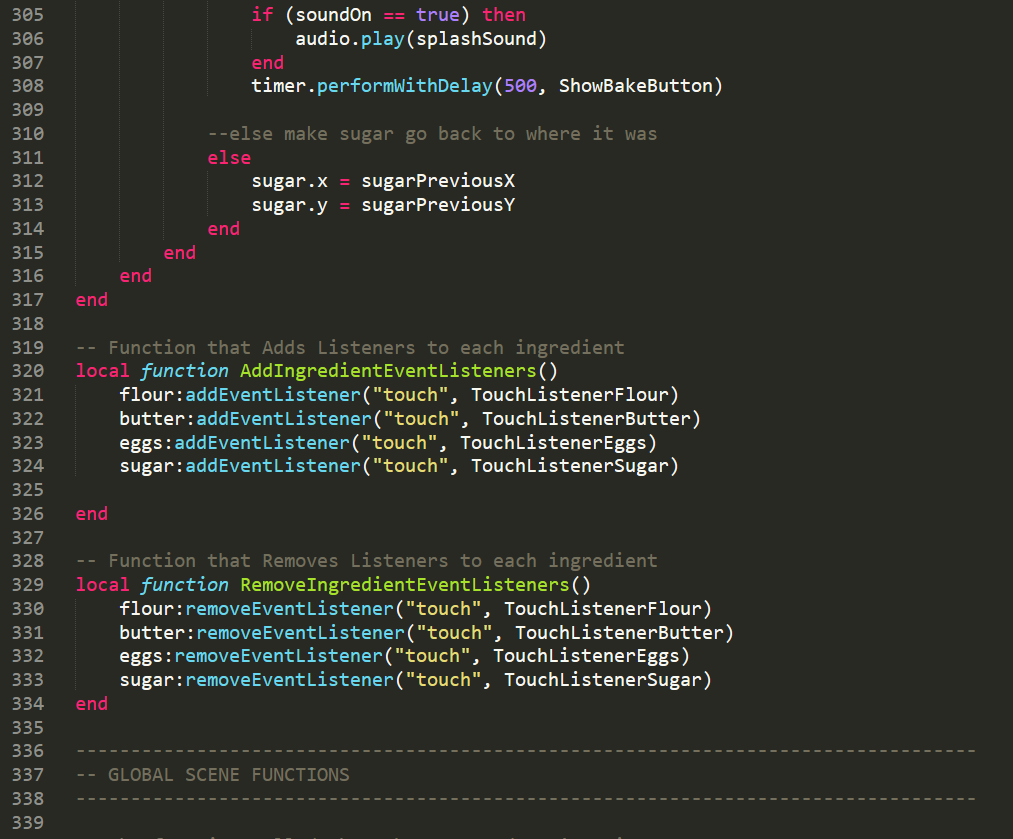 305 if (soundOn == true) then
306 audio.play(splashSound)
307 end
308 timer.performWithDelay(500, ShowBakeButton)
309
310 --else make sugar go back to where it was
311 else
312 sugar.x = sugarPreviousX
313 sugar.y = sugarPreviousY
314 end
315 end
316 end
317 end
318
319 -- Function that Adds Listeners to each ingredient
320 local function AddIngredientEventListeners()
321 flour:addEventListener("touch", TouchListenerFlour)
322 butter:addEventListener("touch", TouchListenerButter)
323 eggs:addEventListener("touch", TouchListenerEggs)
324 sugar:addEventListener("touch", TouchListenerSugar)
325
326 end
327
328 -- Function that Removes Listeners to each ingredient
329 local function RemoveIngredientEventListeners()
330 flour:removeEventListener("touch", TouchListenerFlour)
331 butter:removeEventListener("touch", TouchListenerButter)
332 eggs:removeEventListener("touch", TouchListenerEggs)
333 sugar:removeEventListener("touch", TouchListenerSugar)
334 end
335
336 ----------------------------------------------------------------------------------
337 -- GLOBAL SCENE FUNCTIONS
338 ----------------------------------------------------------------------------------
339